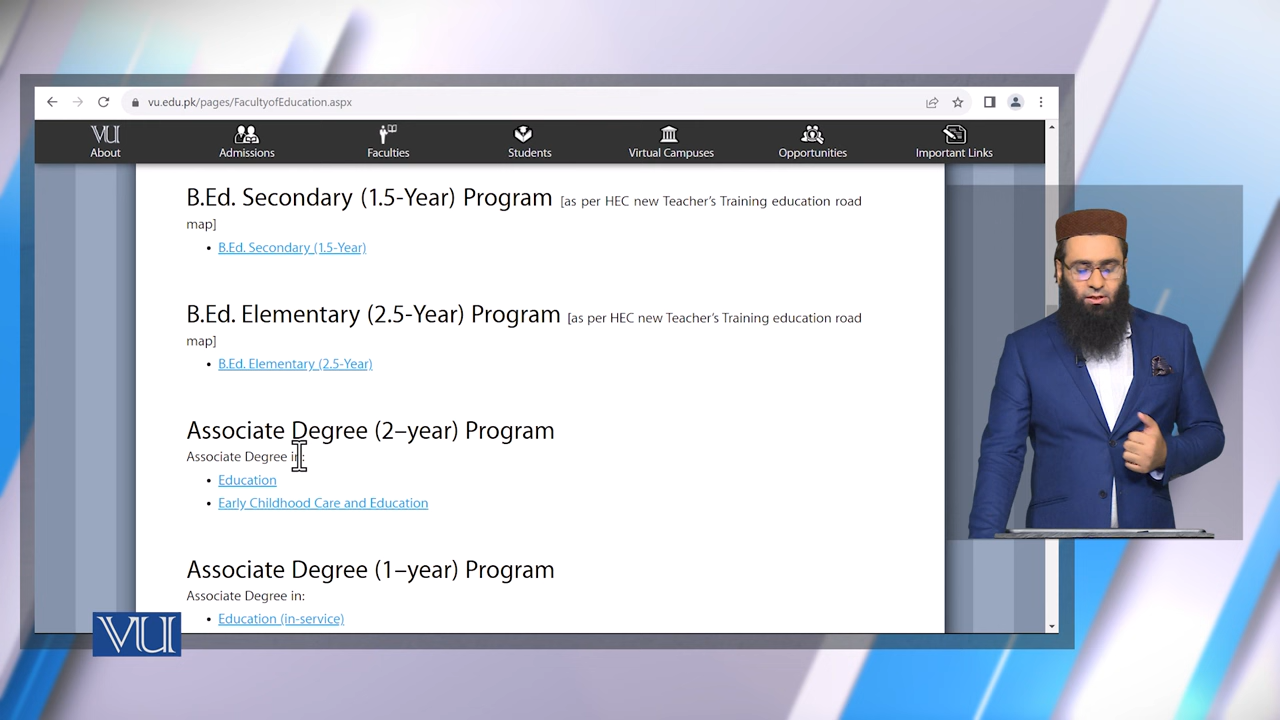 vu.edu.pk/pages/FacultyofEducation.aspx
VU
About
Admissions
Faculties
Students
Virtual Campuses
Opportunities
Important Links
B.Ed. Secondary (1.5-Year) Program [as per HEC new Teacher's Training education road
map]
• B.Ed. Secondary (1.5-Year)
B.Ed. Elementary (2.5-Year) Program [as per HEC new Teacher's Training education road
map]
• B.Ed. Elementary (2.5-Year)
Associate Degree (2–year) Program
Associate Degree in:
• Education
• Early Childhood Care and Education
Associate Degree (1–year) Program
Associate Degree in:
• Education (in-service)
VU